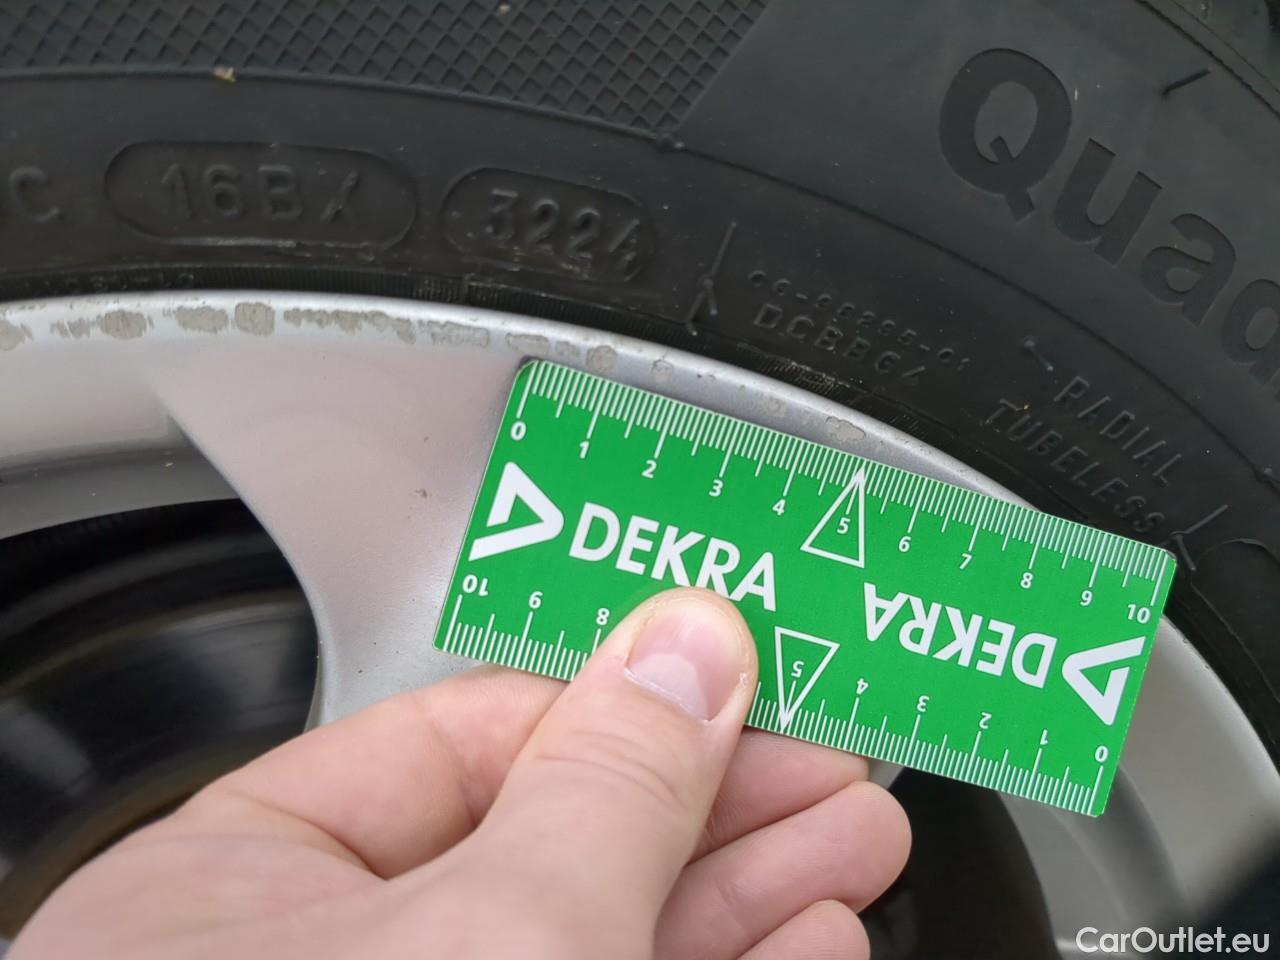 C 16BX 3224
Quad
DCBF64
RADIAL
TUBELESS
0 1 2 3 4 5 6 7 8 9 10
DEKRA
DEKRA
10 9 8 5 4 3 2 1 0
CarOutlet.eu